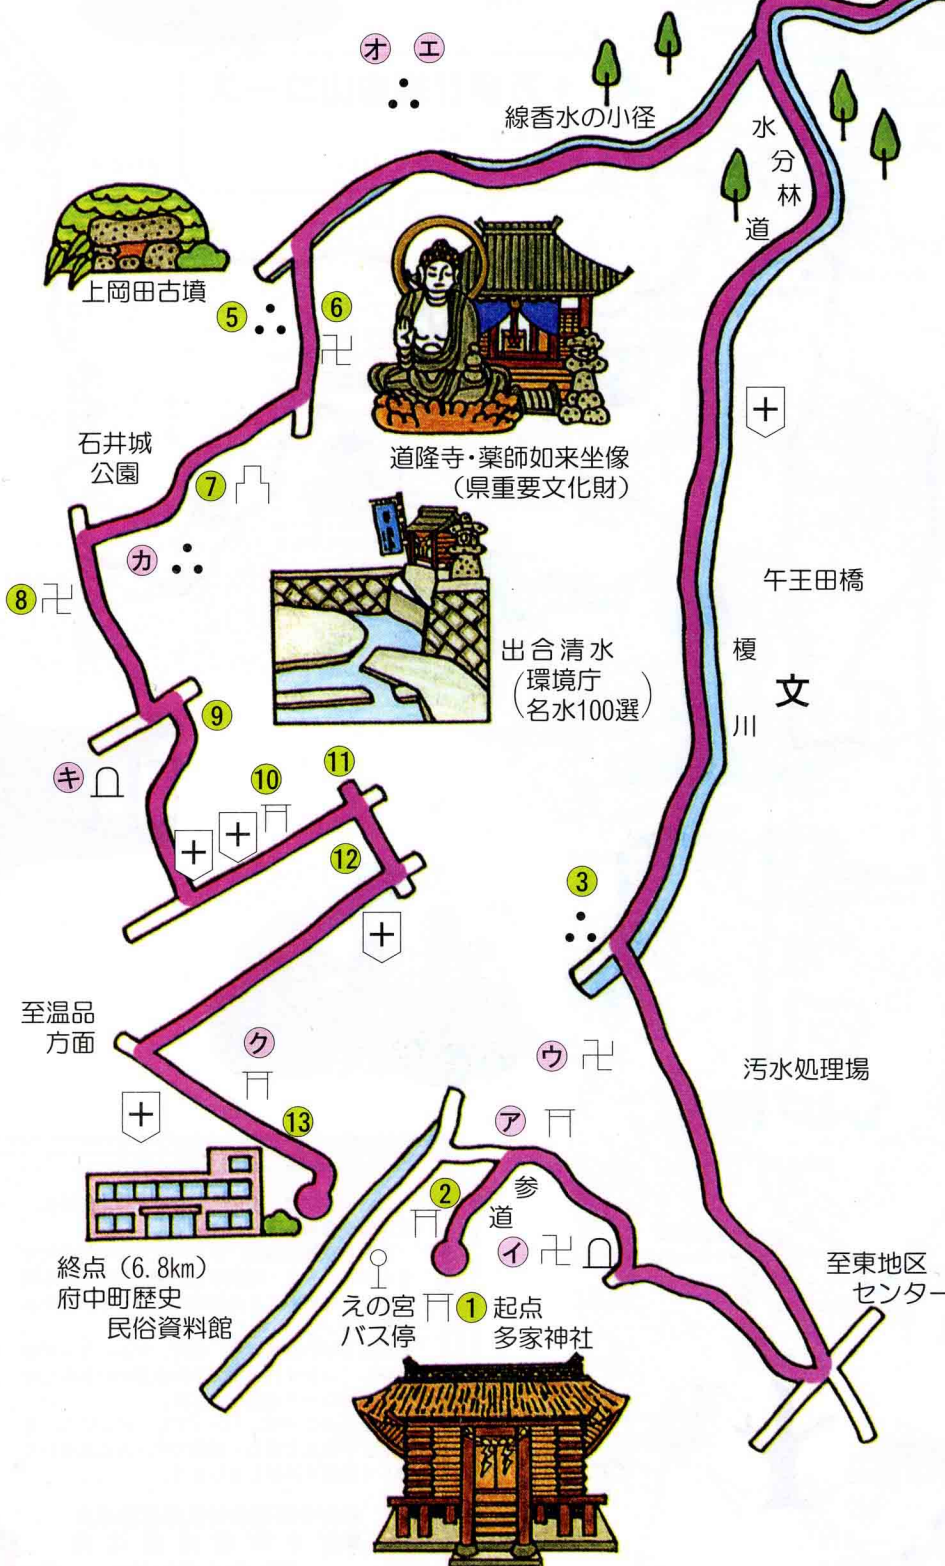 オ エ
線香水の小径
水分林道
上岡田古墳
5
6
卍
道隆寺・薬師如来坐像
(県重要文化財)
石井城
公園
7
カ
8 卍
出合清水
(環境庁
名水100選)
午王田橋
榎川
文
9
キ
10
11
12
3
至温品
方面
ク
13
ウ 卍
汚水処理場
ア
参道
2
イ 卍
終点(6.8km)
府中町歴史
民俗資料館
えの宮
バス停
1 起点
多家神社
至東地区
センター